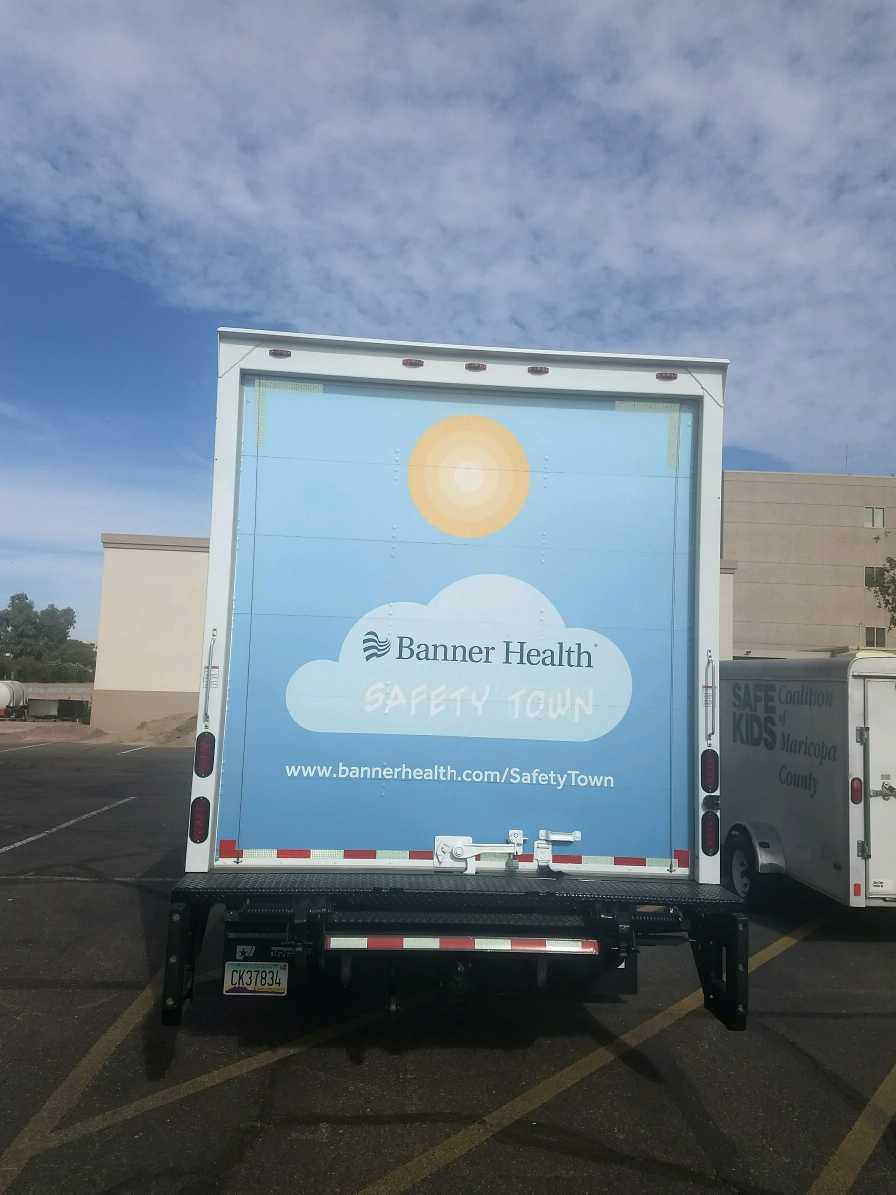 Banner Health
SAFETY TOWN
www.bannerhealth.com/SafetyTown
SAFE
KIDS
Coalition
of
Maricopa
County
CK37834